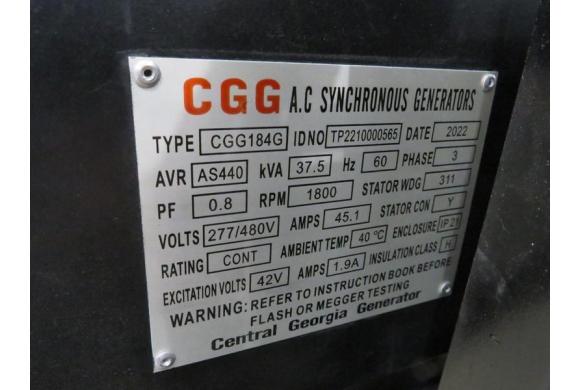 CGG A.C SYNCHRONOUS GENERATORS
TYPE CGG184G IDNO TP2210000565 DATE 2022
AVR AS440 kVA 37.5 Hz 60 PHASE 3
PF 0.8 RPM 1800 STATOR WDG 311
VOLTS 277/480V AMPS 45.1 STATOR CON Y
RATING CONT AMBIENT TEMP 40 °C ENCLOSURE IP21
EXCITATION VOLTS 42V AMPS 1.9A INSULATION CLASS H
WARNING: REFER TO INSTRUCTION BOOK BEFORE
FLASH OR MEGGER TESTING
Central Georgia Generator